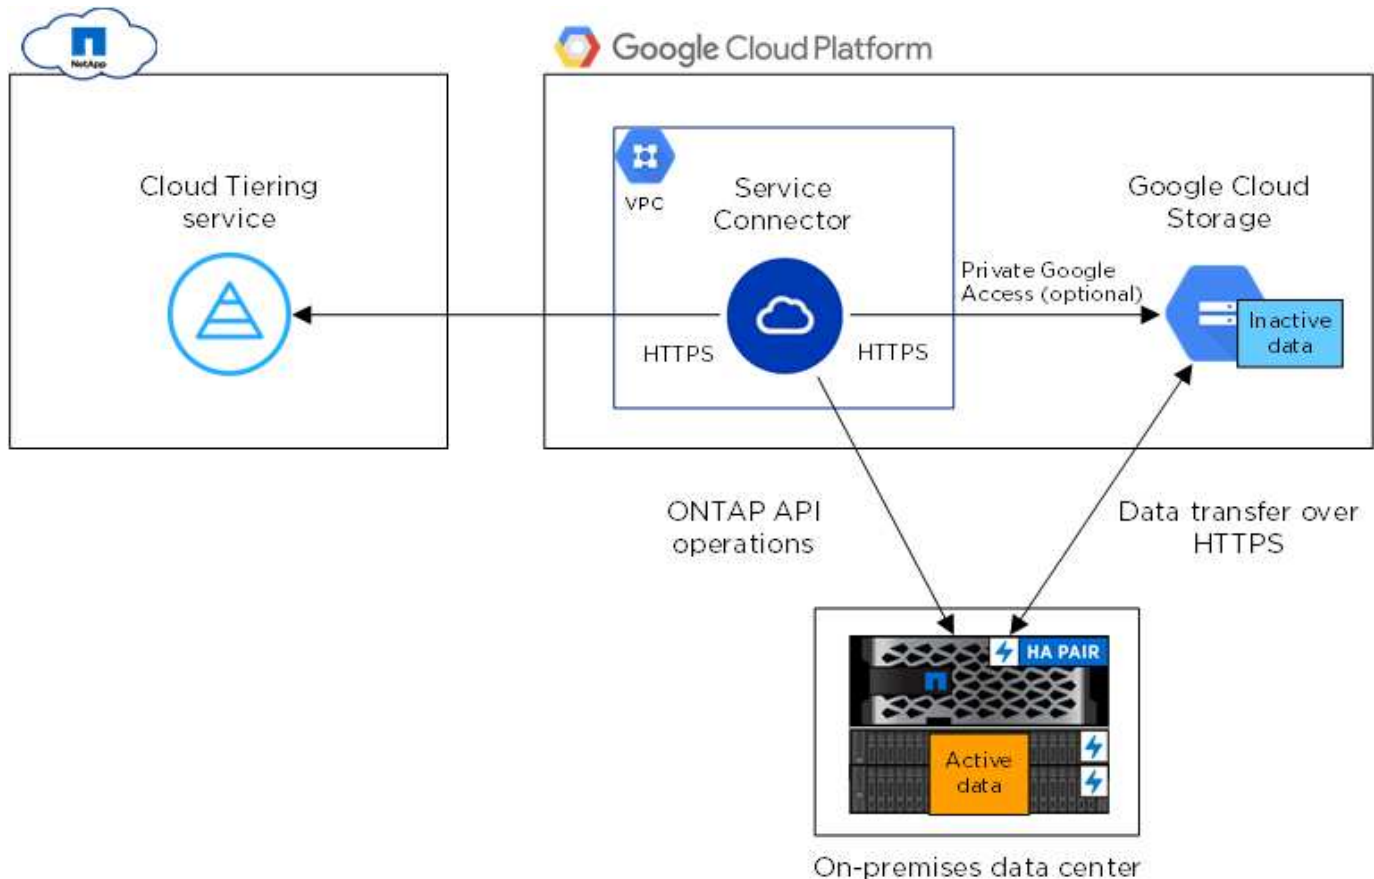 NetApp
Google Cloud Platform
Cloud Tiering
service
VPC
Service
Connector
Google Cloud
Storage
Private Google
Access (optional)
Inactive
data
HTTPS
HTTPS
ONTAP API
operations
Data transfer over
HTTPS
HA PAIR
Active
data
On-premises data center